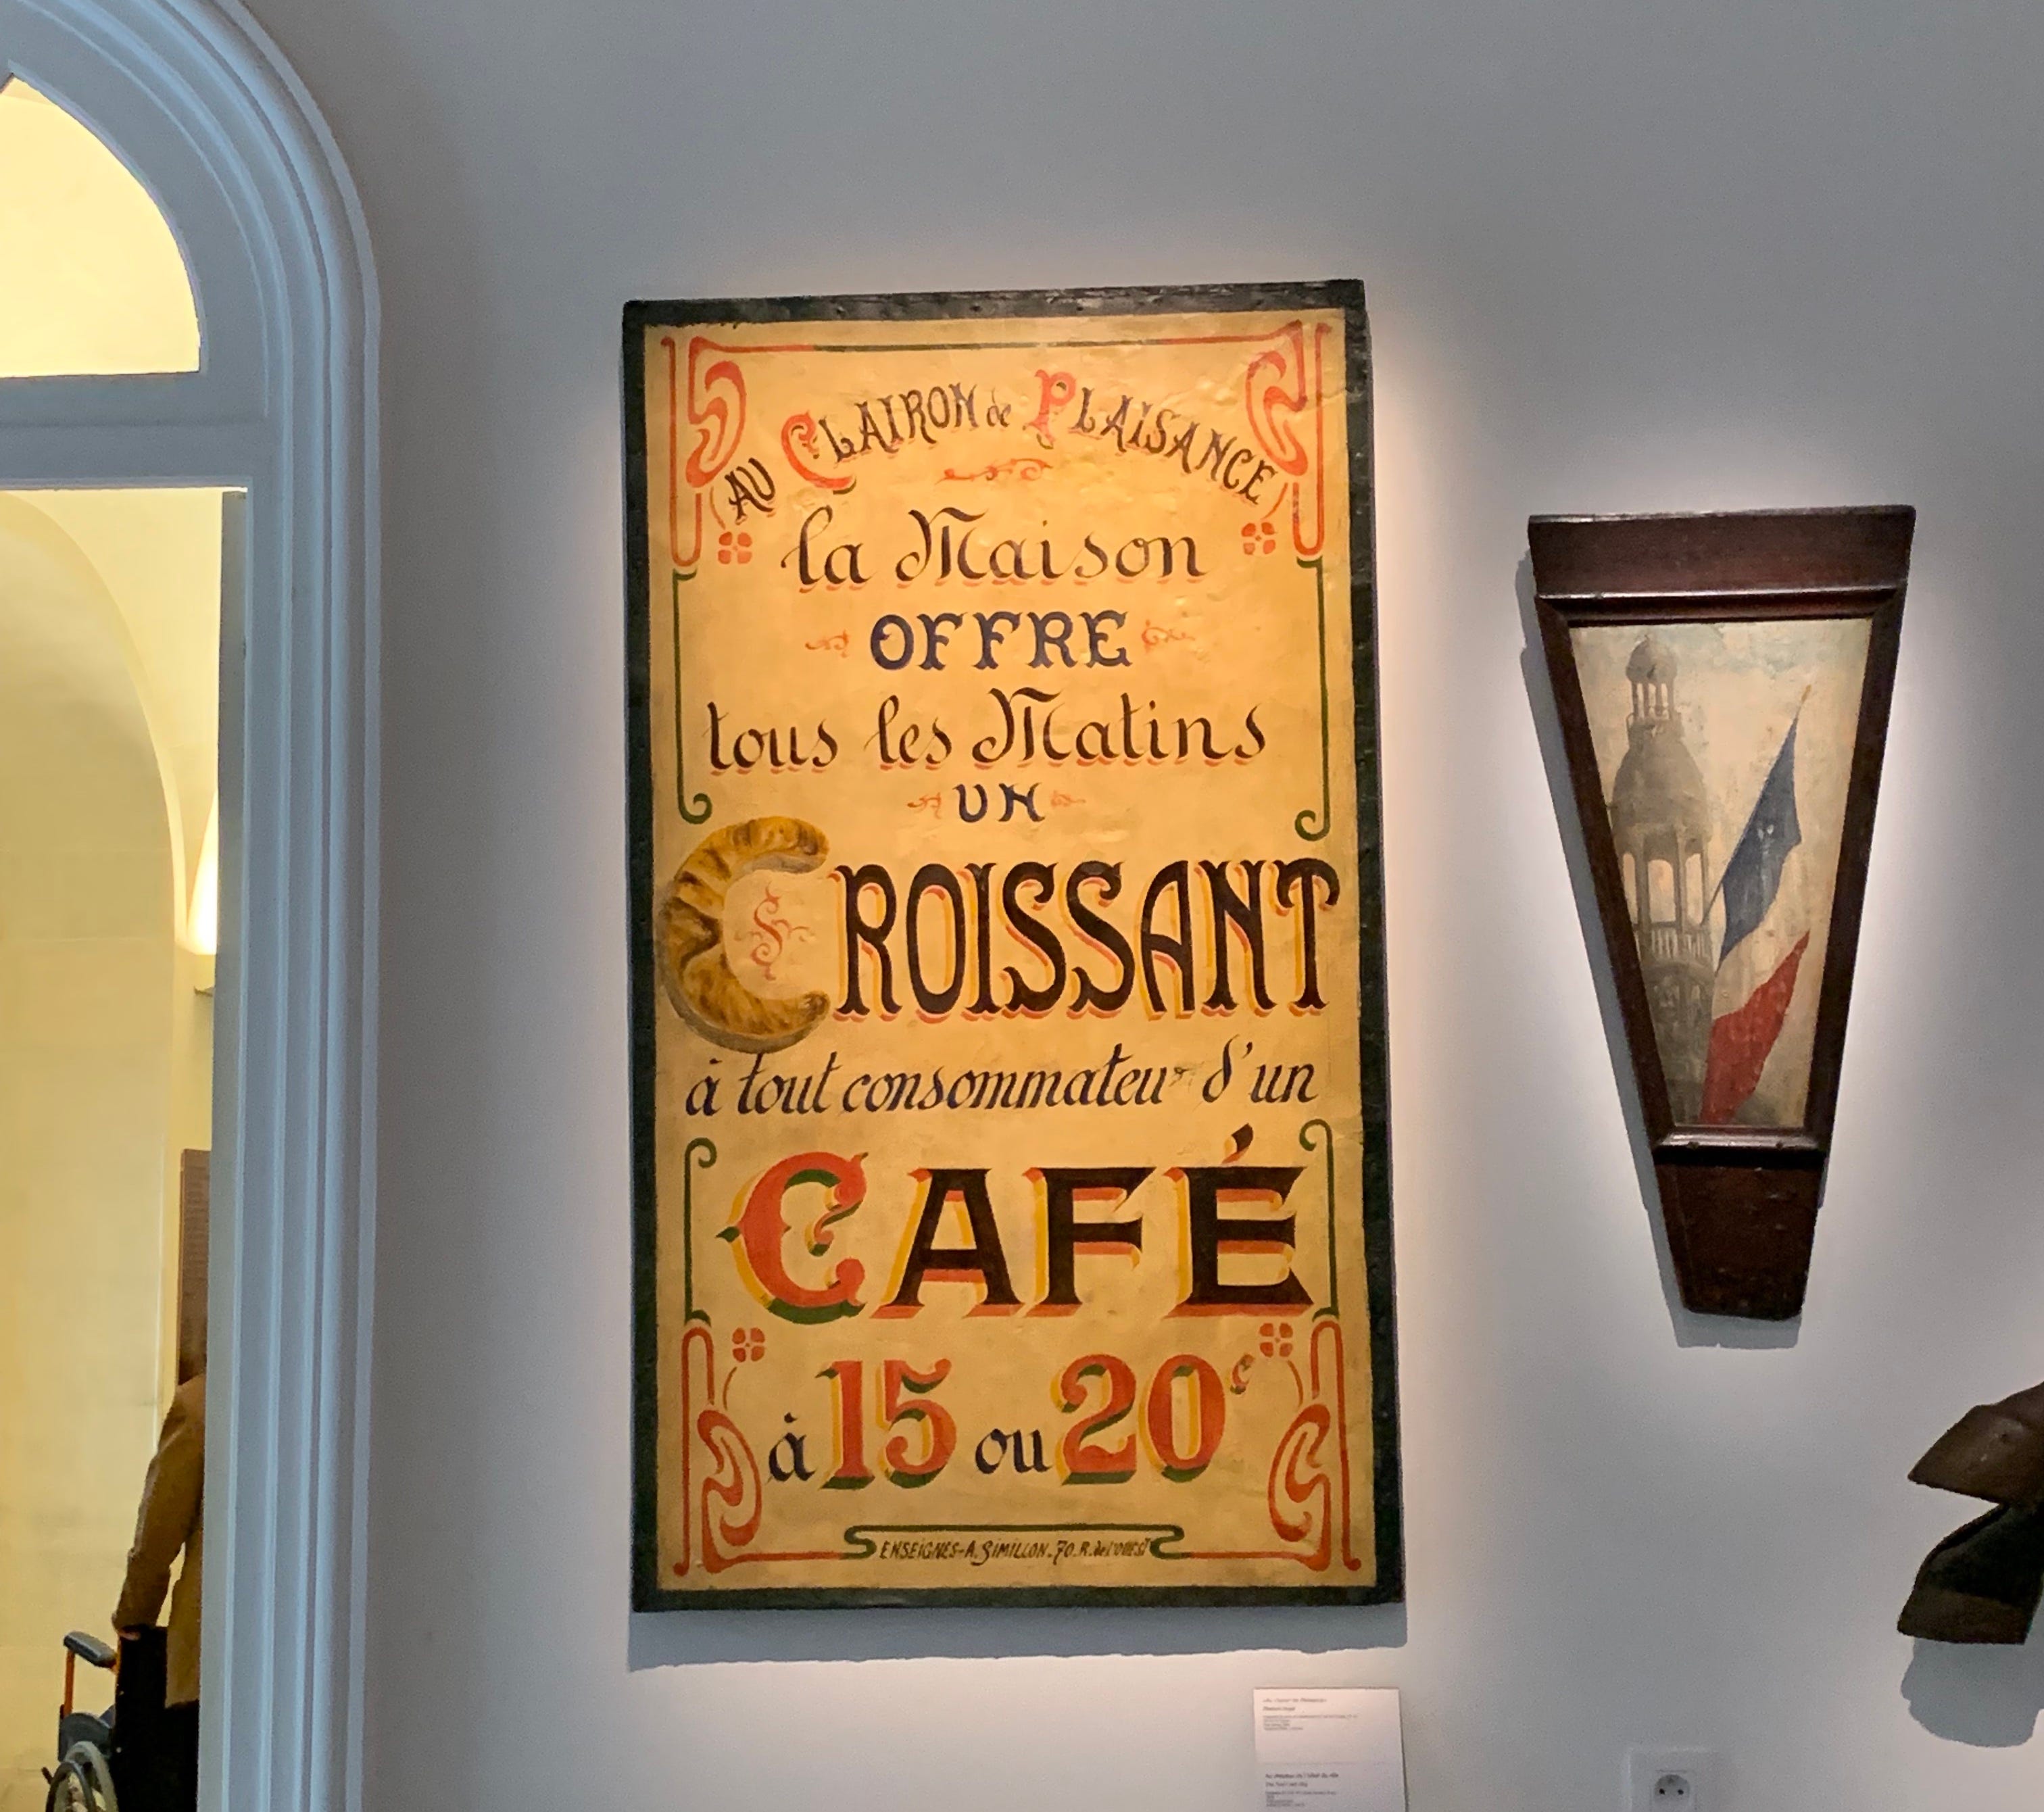 AU CLAIRON de PLAISANCE
la Maison
OFFRE
tous les Matins
UN
CROISSANT
à tout consommateur d'un
CAFÉ
à 15 ou 20c
ENSEIGNES-A. SIMILLON. 70. R. de l'OUEST